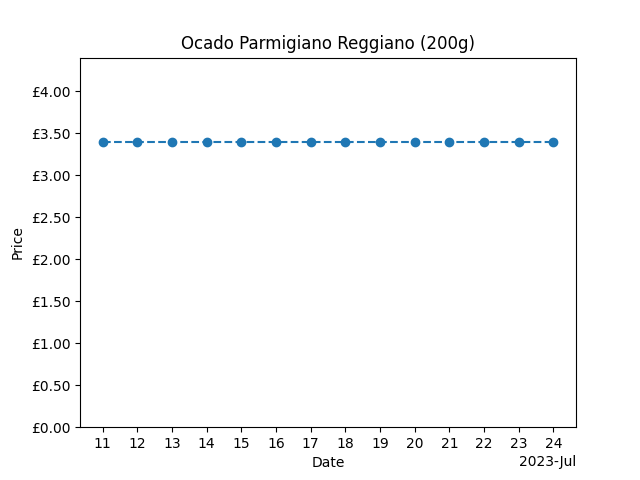 Ocado Parmigiano Reggiano (200g)
£4.00
£3.50
£3.00
£2.50
£2.00
£1.50
£1.00
£0.50
£0.00
Price
11 12 13 14 15 16 17 18 19 20 21 22 23 24
Date
2023-Jul